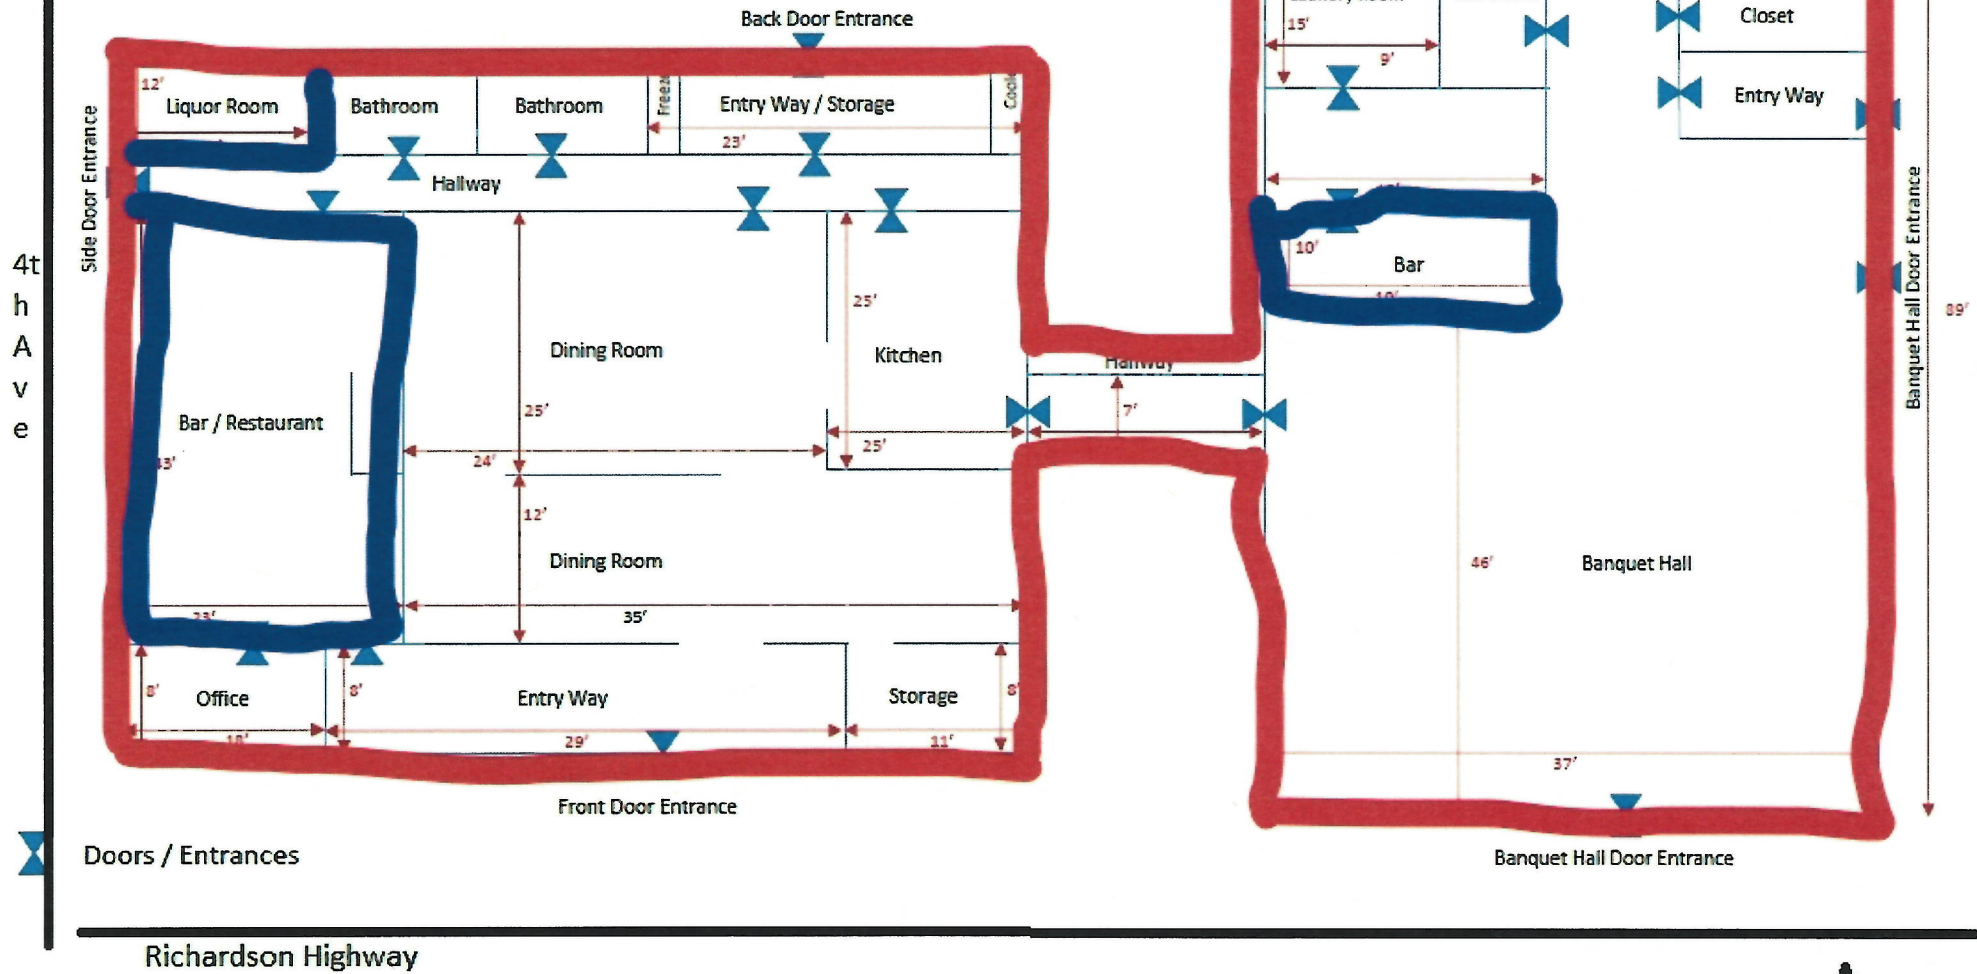 Back Door Entrance
Closet
15'
9'
12'
Liquor Room
Bathroom
Bathroom
Entry Way / Storage
Entry Way
23'
Side Door Entrance
Hallway
4t
h
A
v
e
10'
Bar
Banquet Hall Door Entrance
89'
25'
Dining Room
Kitchen
Hallway
25'
7'
Bar / Restaurant
24'
25'
12'
Dining Room
46'
Banquet Hall
35'
8'
Office
8'
Entry Way
Storage
8'
29'
11'
37'
Front Door Entrance
Doors / Entrances
Banquet Hall Door Entrance
Richardson Highway